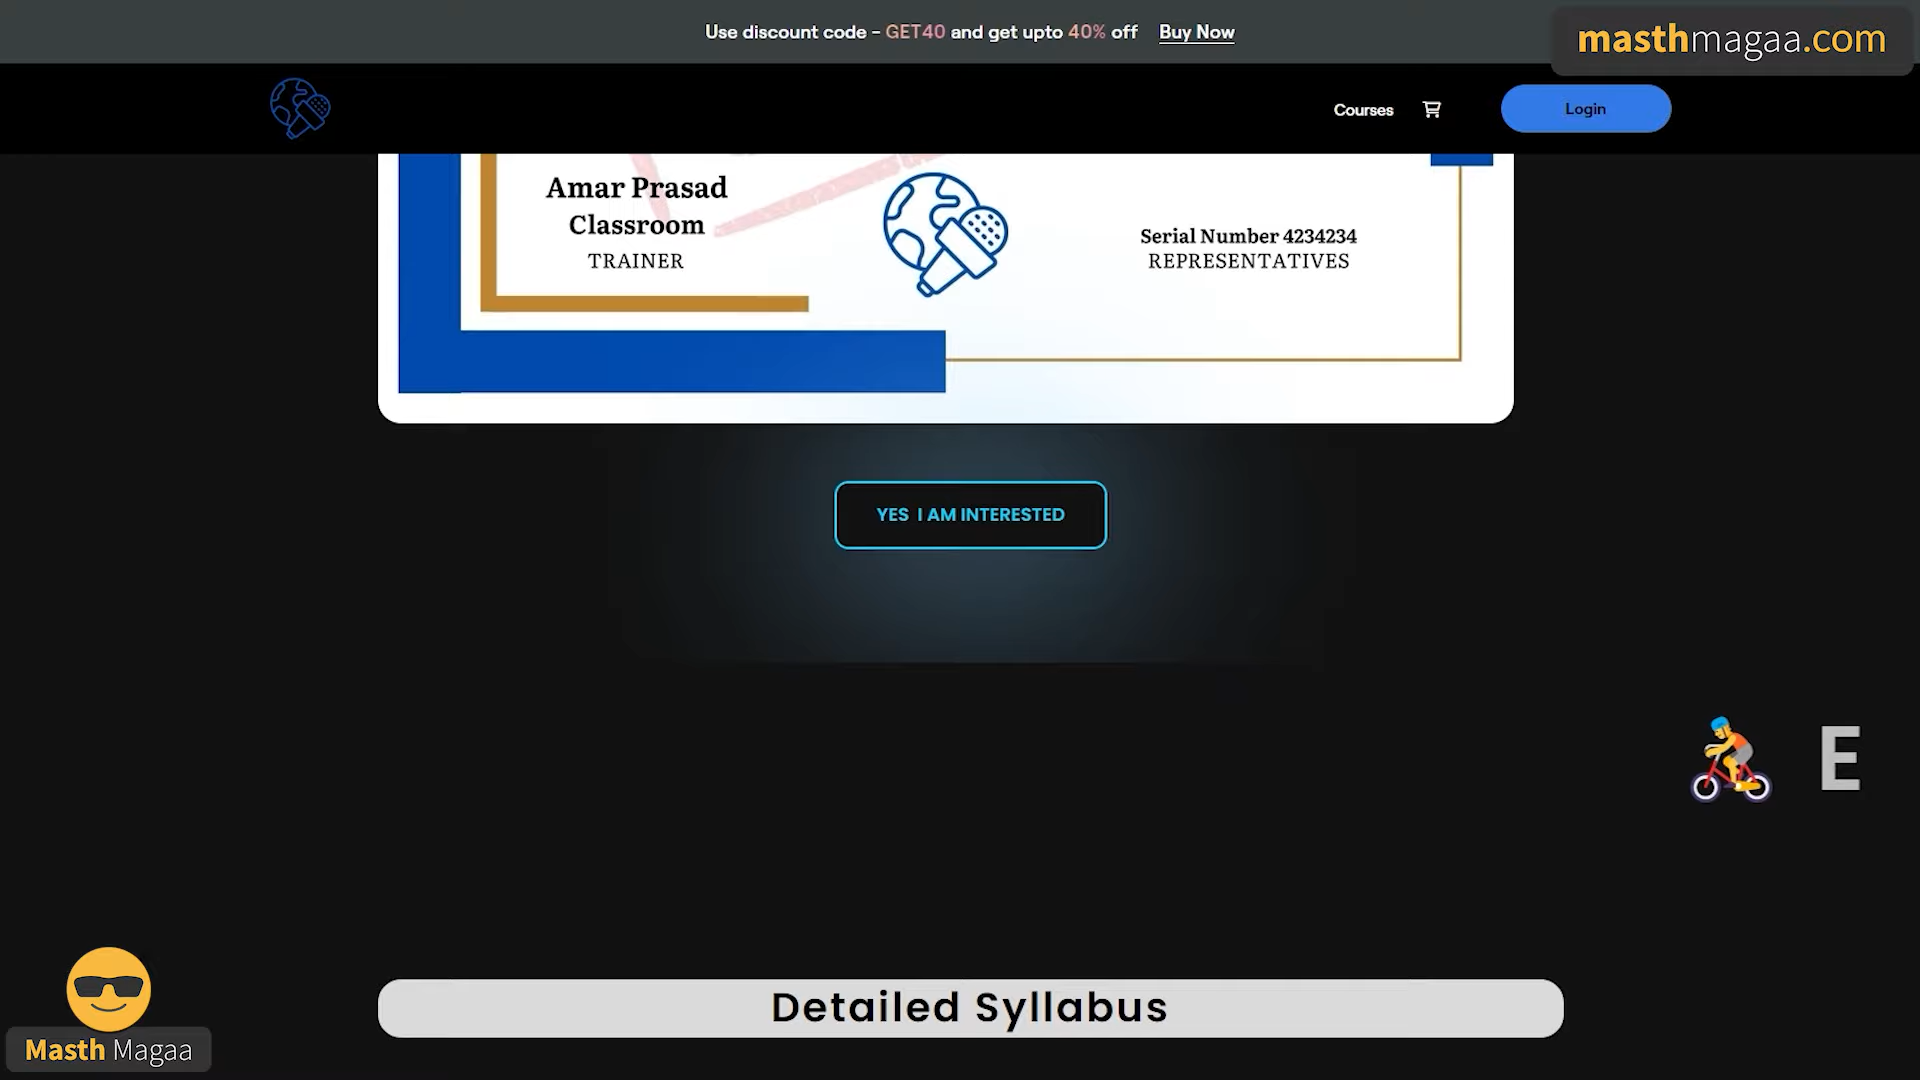 Use discount code - GET40 and get upto 40% off Buy Now
masthmagaa.com
Courses
Login
Amar Prasad
Classroom
TRAINER
Serial Number 4234234
REPRESENTATIVES
YES I AM INTERESTED
E
Detailed Syllabus
Masth Magaa